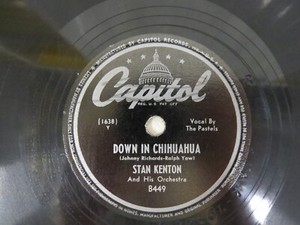 Capitol
REG. U.S. PAT. OFF.
(1638)
Y
Vocal By
The Pastels
DOWN IN CHIHUAHUA
(Johnny Richards-Ralph Yaw)
STAN KENTON
And His Orchestra
B449